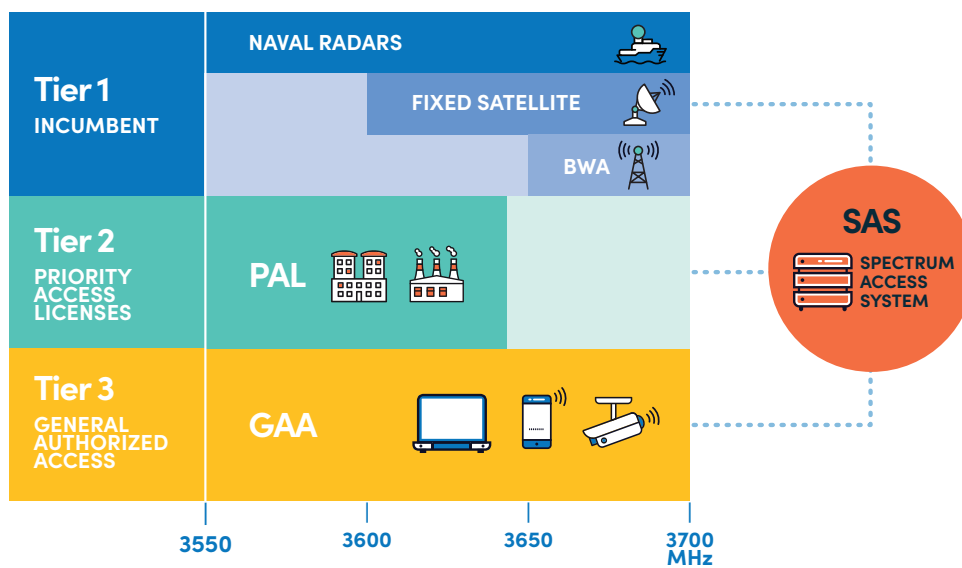 Tier 1
INCUMBENT
NAVAL RADARS
FIXED SATELLITE
BWA
Tier 2
PRIORITY
ACCESS
LICENSES
PAL
Tier 3
GENERAL
AUTHORIZED
ACCESS
GAA
SAS
SPECTRUM
ACCESS
SYSTEM
3550
3600
3650
3700
MHz